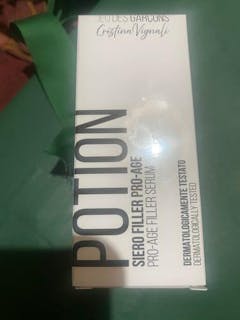 JEU DES GARÇONS
Cristina Vignali
POTION
SIERO FILLER PRO-AGE
PRO-AGE FILLER SERUM
DERMATOLOGICAMENTE TESTATO
DERMATOLOGICALLY TESTED